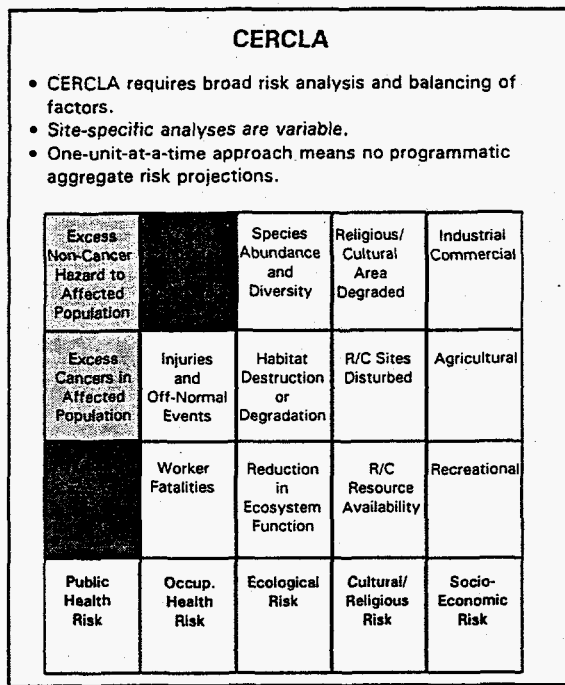 CERCLA
• CERCLA requires broad risk analysis and balancing of
factors.
• Site-specific analyses are variable.
• One-unit-at-a-time approach means no programmatic
aggregate risk projections.
Excess
Non-Cancer
Hazard to
Affected
Population
Species
Abundance
and
Diversity
Religious/
Cultural
Area
Degraded
Industrial
Commercial
Excess
Cancers in
Affected
Population
Injuries
and
Off-Normal
Events
Habitat
Destruction
or
Degradation
R/C Sites
Disturbed
Agricultural
Worker
Fatalities
Reduction
in
Ecosystem
Function
R/C
Resource
Availability
Recreational
Public
Health
Risk
Occup.
Health
Risk
Ecological
Risk
Cultural/
Religious
Risk
Socio-
Economic
Risk